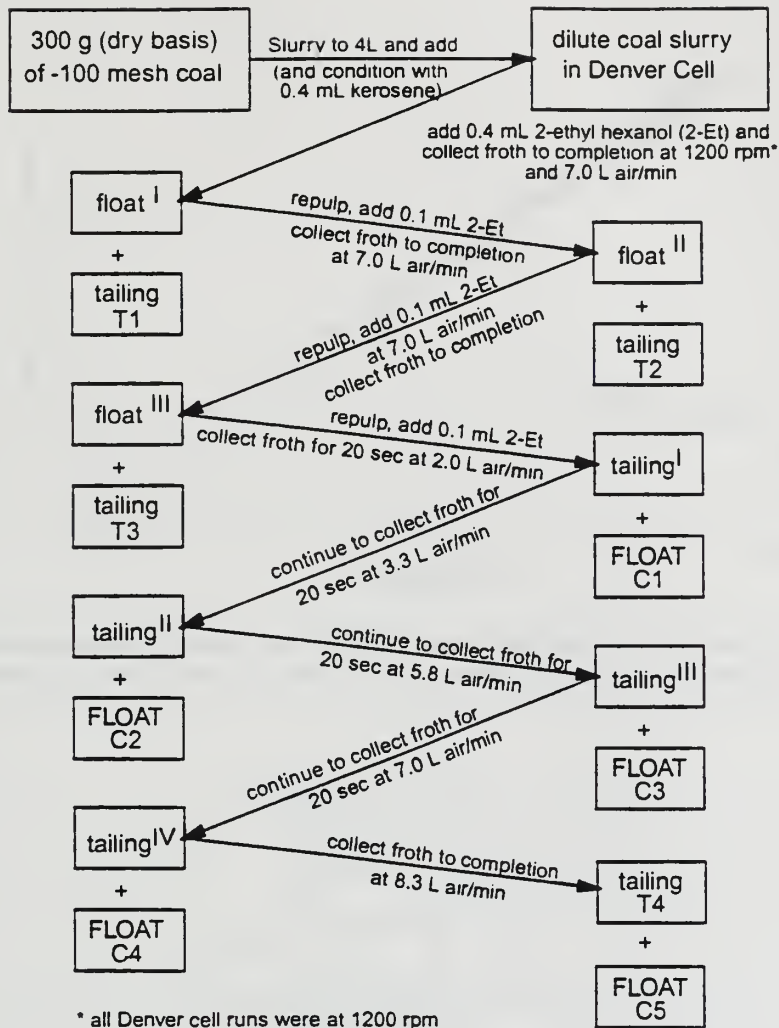 300 g (dry basis)
of -100 mesh coal
Slurry to 4L and add
(and condition with
0.4 mL kerosene)
dilute coal slurry
in Denver Cell
add 0.4 mL 2-ethyl hexanol (2-Et) and
collect froth to completion at 1200 rpm*
and 7.0 L air/min
float I
+
tailing
T1
repulp, add 0.1 mL 2-Et
collect froth to completion
at 7.0 L air/min
float II
+
tailing
T2
repulp, add 0.1 mL 2-Et
at 7.0 L air/min
collect froth to completion
float III
+
tailing
T3
repulp, add 0.1 mL 2-Et
collect froth for 20 sec at 2.0 L air/min
tailing I
+
FLOAT
C1
continue to collect froth for
20 sec at 3.3 L air/min
tailing II
+
FLOAT
C2
continue to collect froth for
20 sec at 5.8 L air/min
tailing III
+
FLOAT
C3
continue to collect froth for
20 sec at 7.0 L air/min
tailing IV
+
FLOAT
C4
collect froth to completion
at 8.3 L air/min
tailing
T4
+
FLOAT
C5
* all Denver cell runs were at 1200 rpm